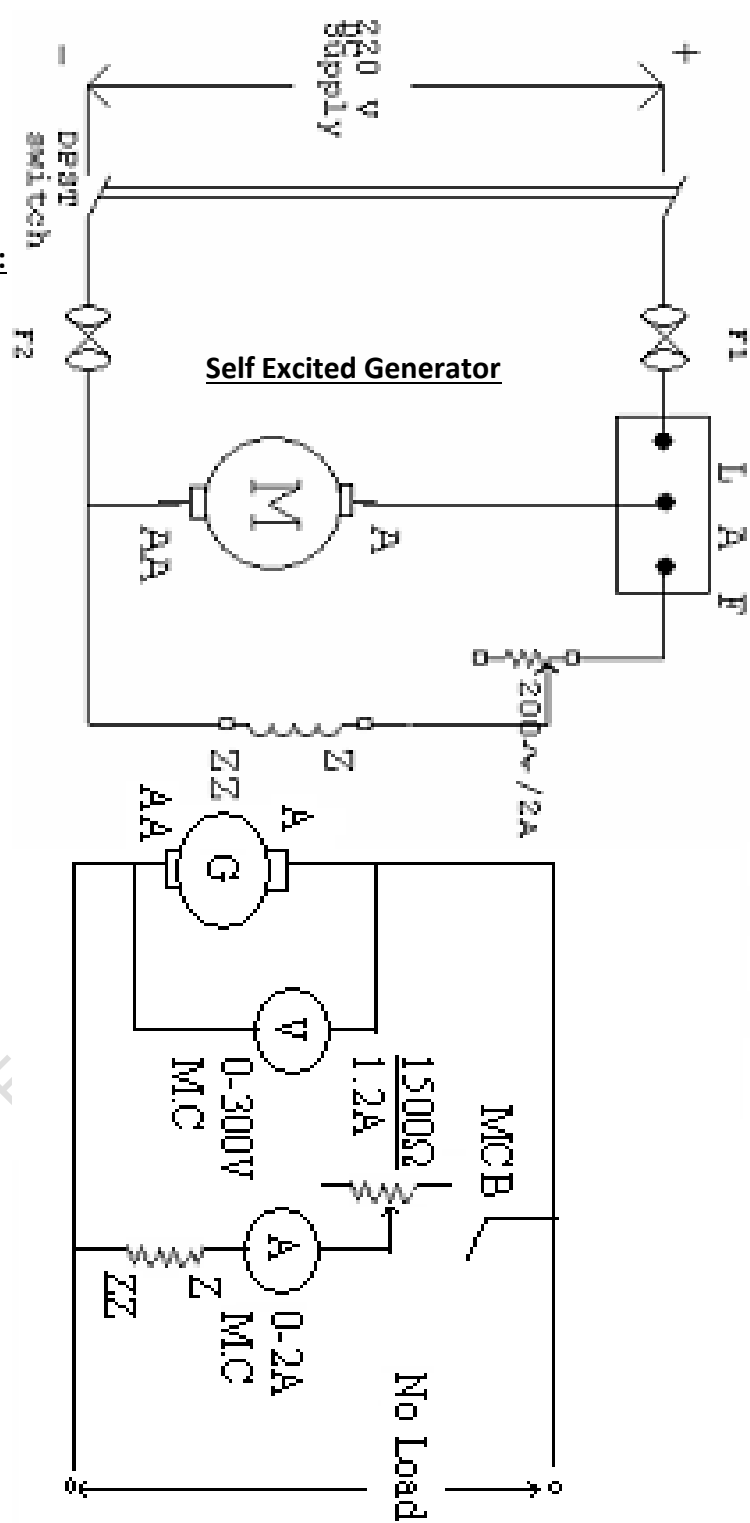 Self Excited Generator
+
220 V
DC
Supply
-
DPST
switch
F1
F2
L A F
M
A
AA
200~/2A
Z
ZZ
A
AA
G
V
0-300V
M.C
1500Ω
1.2A
MCB
A
0-2A
M.C
Z
ZZ
No Load